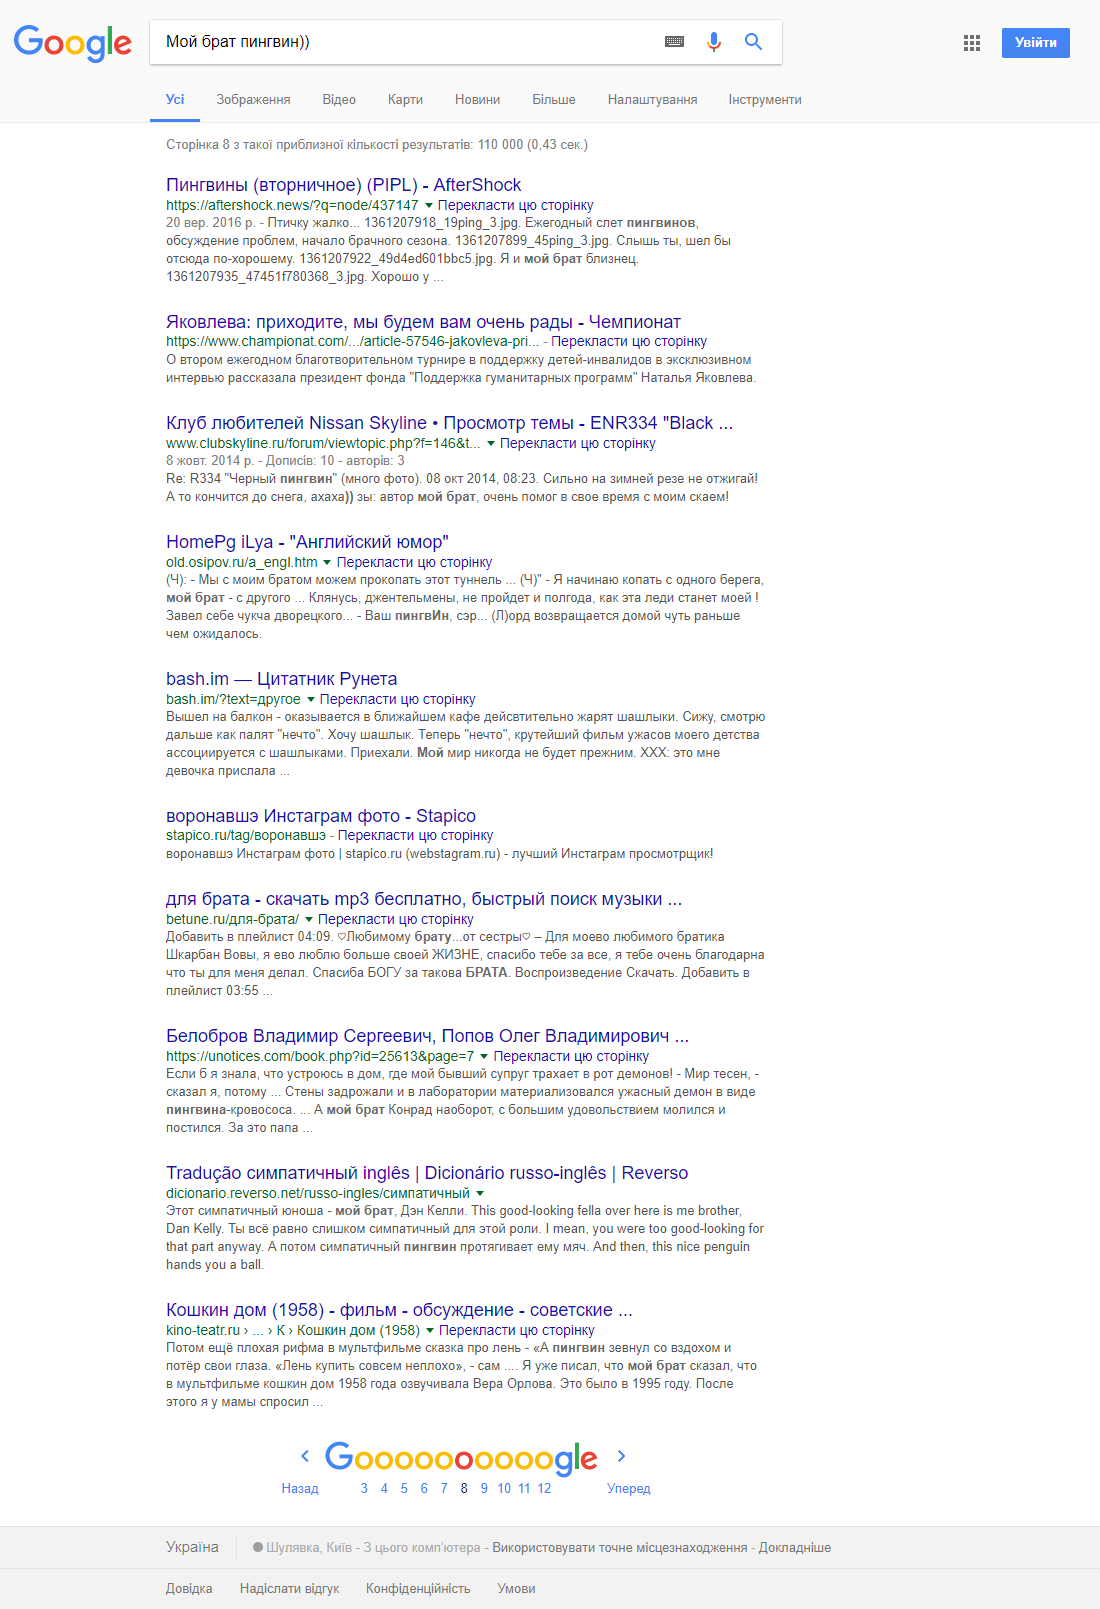 Google
Мой брат пингвин))
Увійти
Усі Зображення Відео Карти Новини Більше Налаштування Інструменти
Сторінка 8 з такої приблизної кількості результатів: 110 000 (0,43 сек.)
Пингвины (вторничное) (PIPL) - AfterShock
https://aftershock.news/?q=node/437147 Перекласти цю сторінку
20 вер. 2016 р. - Птичку жалко... 1361207918_19ping_3.jpg. Ежегодный слет пингвинов,
обсуждение проблем, начало брачного сезона. 1361207899_45ping_3.jpg. Слышь ты, шел бы
отсюда по-хорошему. 1361207922_49d4ed601bbc5.jpg. Я и мой брат близнец.
1361207935_47451f780368_3.jpg. Хорошо у ...
Яковлева: приходите, мы будем вам очень рады - Чемпионат
https://www.championat.com/.../article-57546-jakovleva-pri... - Перекласти цю сторінку
О втором ежегодном благотворительном турнире в поддержку детей-инвалидов в эксклюзивном
интервью рассказала президент фонда "Поддержка гуманитарных программ" Наталья Яковлева.
Клуб любителей Nissan Skyline • Просмотр темы - ENR334 "Black ...
www.clubskyline.ru/forum/viewtopic.php?f=146&t... Перекласти цю сторінку
8 жовт. 2014 р. - Дописів: 10 - авторів: 3
Re: R334 "Черный пингвин" (много фото). 08 окт 2014, 08:23. Сильно на зимней резе не отжигай!
А то кончится до снега, ахаха)) зы: автор мой брат, очень помог в свое время с моим скаем!
HomePg iLya - "Английский юмор"
old.osipov.ru/a_engl.htm Перекласти цю сторінку
(Ч): - Мы с моим братом можем прокопать этот туннель ... (Ч)" - Я начинаю копать с одного берега,
мой брат - с другого ... Клянусь, джентельмены, не пройдет и полгода, как эта леди станет моей !
Завел себе чукча дворецкого... - Ваш пингвИн, сэр... (Л)орд возвращается домой чуть раньше
чем ожидалось.
bash.im — Цитатник Рунета
bash.im/?text=другое Перекласти цю сторінку
Вышел на балкон - оказывается в ближайшем кафе дейсвтительно жарят шашлыки. Сижу, смотрю
дальше как палят "нечто". Хочу шашлык. Теперь "нечто", крутейший фильм ужасов моего детства
ассоциируется с шашлыками. Приехали. Мой мир никогда не будет прежним. XXX: это мне
девочка прислала ...
воронавшэ Инстаграм фото - Stapico
stapico.ru/tag/воронавшэ - Перекласти цю сторінку
воронавшэ Инстаграм фото | stapico.ru (webstagram.ru) - лучший Инстаграм просмотрщик!
для брата - скачать mp3 бесплатно, быстрый поиск музыки ...
betune.ru/для-брата/ Перекласти цю сторінку
Добавить в плейлист 04:09. ♡Любимому брату...от сестры♡ – Для моево любимого братика
Шкарбан Вовы, я ево люблю больше своей ЖИЗНЕ, спасибо тебе за все, я тебе очень благодарна
что ты для меня делал. Спасиба БОГУ за такова БРАТА. Воспроизведение Скачать. Добавить в
плейлист 03:55 ...
Белобров Владимир Сергеевич, Попов Олег Владимирович ...
https://unotices.com/book.php?id=25613&page=7 Перекласти цю сторінку
Если б я знала, что устроюсь в дом, где мой бывший супруг трахает в рот демонов! - Мир тесен, -
сказал я, потому ... Стены задрожали и в лаборатории материализовался ужасный демон в виде
пингвина-кровососа. ... А мой брат Конрад наоборот, с большим удовольствием молился и
постился. За это папа ...
Tradução симпатичный inglês | Dicionário russo-inglês | Reverso
dicionario.reverso.net/russo-ingles/симпатичный
Этот симпатичный юноша - мой брат, Дэн Келли. This good-looking fella over here is me brother,
Dan Kelly. Ты всё равно слишком симпатичный для этой роли. I mean, you were too good-looking for
that part anyway. А потом симпатичный пингвин протягивает ему мяч. And then, this nice penguin
hands you a ball.
Кошкин дом (1958) - фильм - обсуждение - советские ...
kino-teatr.ru › ... › К › Кошкин дом (1958) Перекласти цю сторінку
Потом ещё плохая рифма в мультфильме сказка про лень - «А пингвин зевнул со вздохом и
потёр свои глаза. «Лень купить совсем неплохо», - сам .... Я уже писал, что мой брат сказал, что
в мультфильме кошкин дом 1958 года озвучивала Вера Орлова. Это было в 1995 году. После
этого я у мамы спросил ...
Goooooooooogle
Назад 3 4 5 6 7 8 9 10 11 12 Уперед
Україна Шулявка, Київ - З цього комп'ютера - Використовувати точне місцезнаходження - Докладніше
Довідка Надіслати відгук Конфіденційність Умови